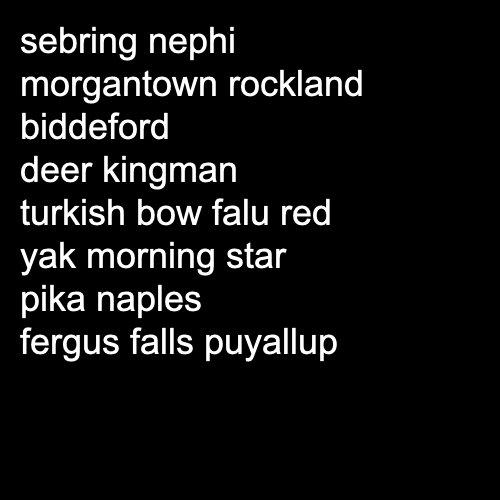 sebring nephi
morgantown rockland
biddeford
deer kingman
turkish bow falu red
yak morning star
pika naples
fergus falls puyallup